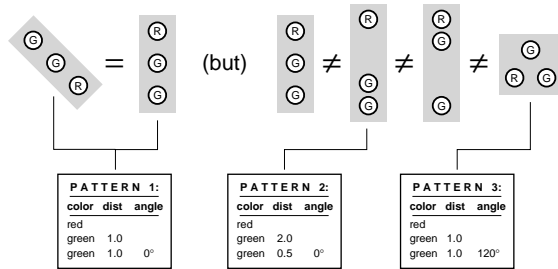 G G R = R G G (but) R G G ≠ R G G ≠ R G G ≠ G R G
PATTERN 1:
color dist angle
red
green 1.0
green 1.0 0°
PATTERN 2:
color dist angle
red
green 2.0
green 0.5 0°
PATTERN 3:
color dist angle
red
green 1.0
green 1.0 120°